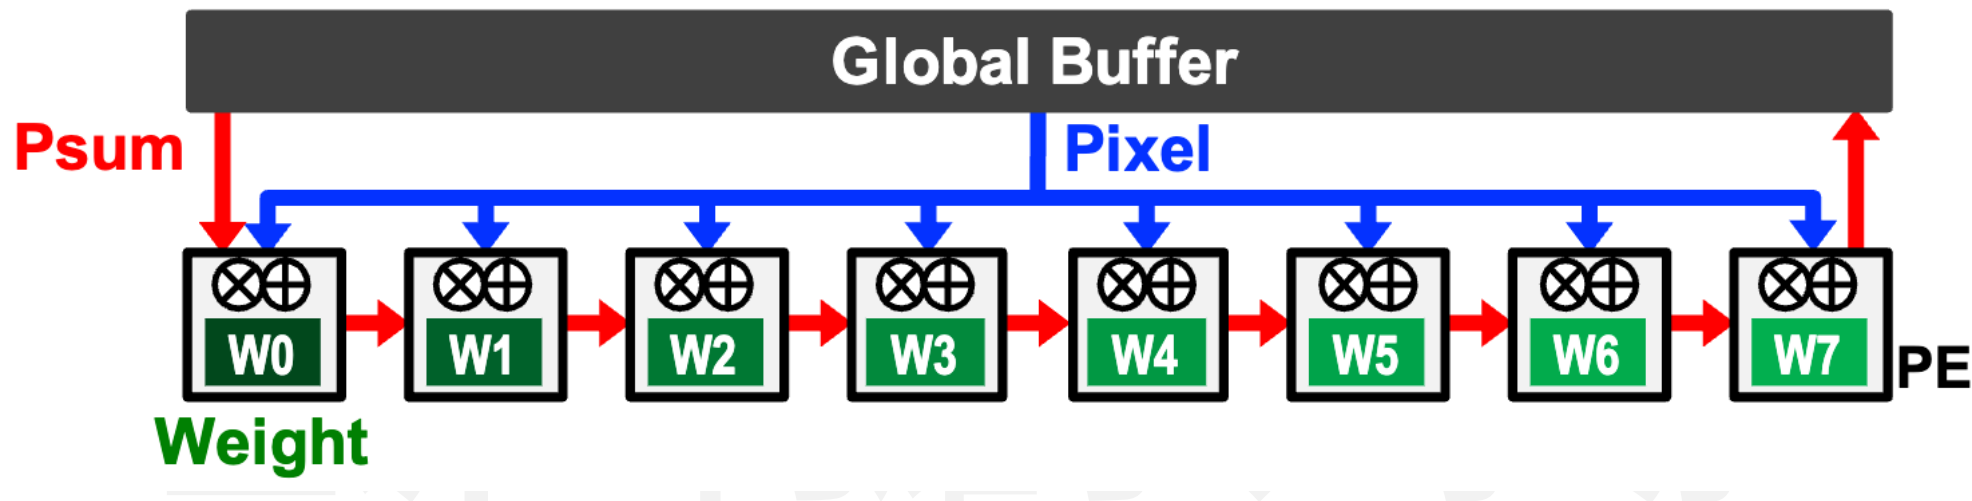 Global Buffer
Psum
Pixel
W0 W1 W2 W3 W4 W5 W6 W7
PE
Weight